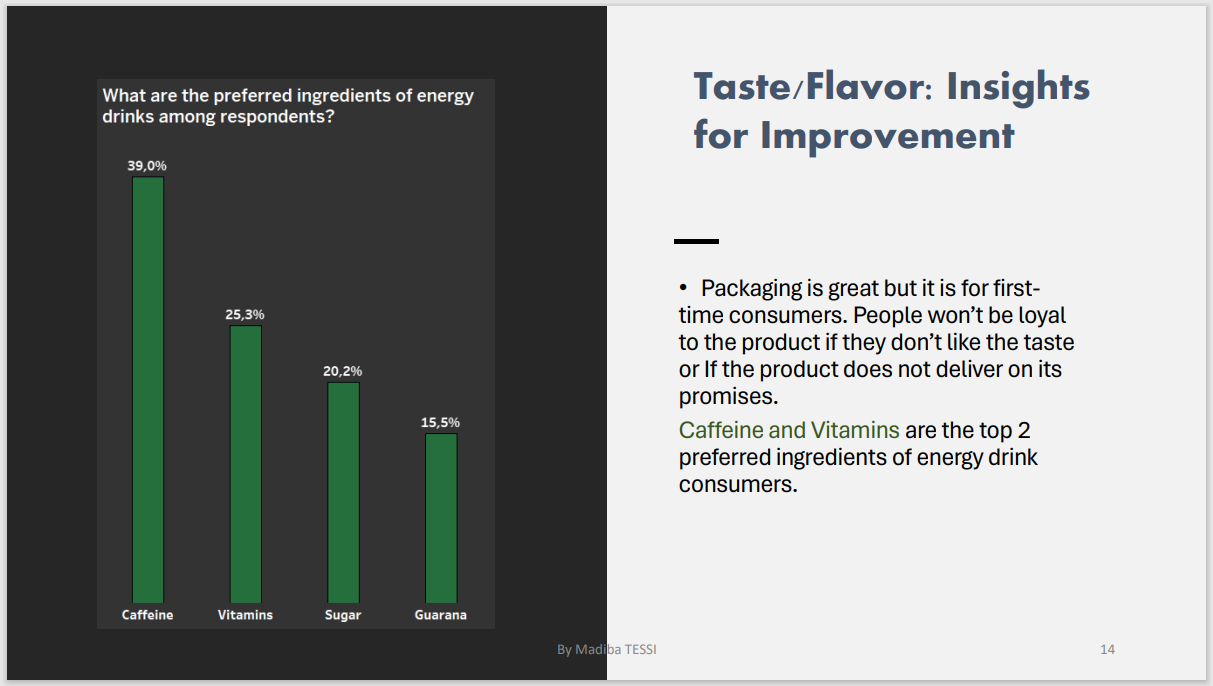 What are the preferred ingredients of energy
drinks among respondents?
39,0%
25,3%
20,2%
15,5%
Caffeine
Vitamins
Sugar
Guarana
Taste/Flavor: Insights
for Improvement
• Packaging is great but it is for first-
time consumers. People won’t be loyal
to the product if they don’t like the taste
or If the product does not deliver on its
promises.
Caffeine and Vitamins are the top 2
preferred ingredients of energy drink
consumers.
By Madiba TESSI
14